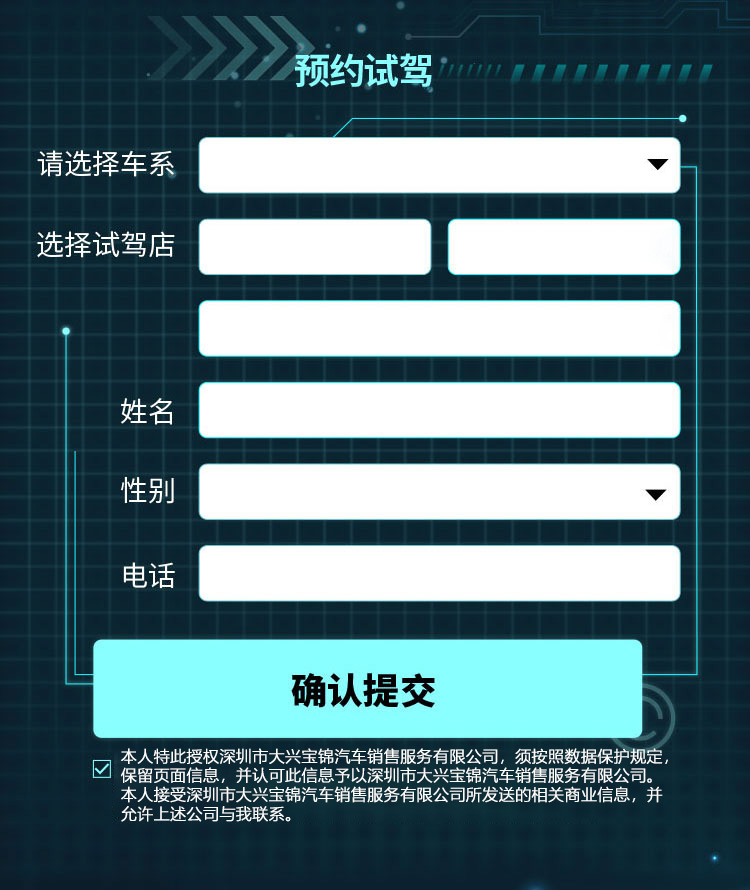 预约试驾
请选择车系
选择试驾店
姓名
性别
电话
确认提交
本人特此授权深圳市大兴宝锦汽车销售服务有限公司，须按照数据保护规定，
保留页面信息，并认可此信息予以深圳市大兴宝锦汽车销售服务有限公司。
本人接受深圳市大兴宝锦汽车销售服务有限公司所发送的相关商业信息，并
允许上述公司与我联系。